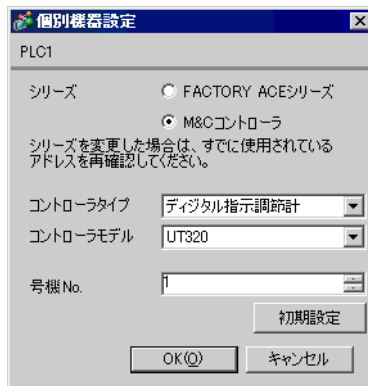 個別機器設定
PLC1
シリーズ
FACTORY ACEシリーズ
M&Cコントローラ
シリーズを変更した場合は、すでに使用されている
アドレスを再確認してください。
コントローラタイプ
ディジタル指示調節計
コントローラモデル
UT320
号機No.
1
初期設定
OK(O)
キャンセル